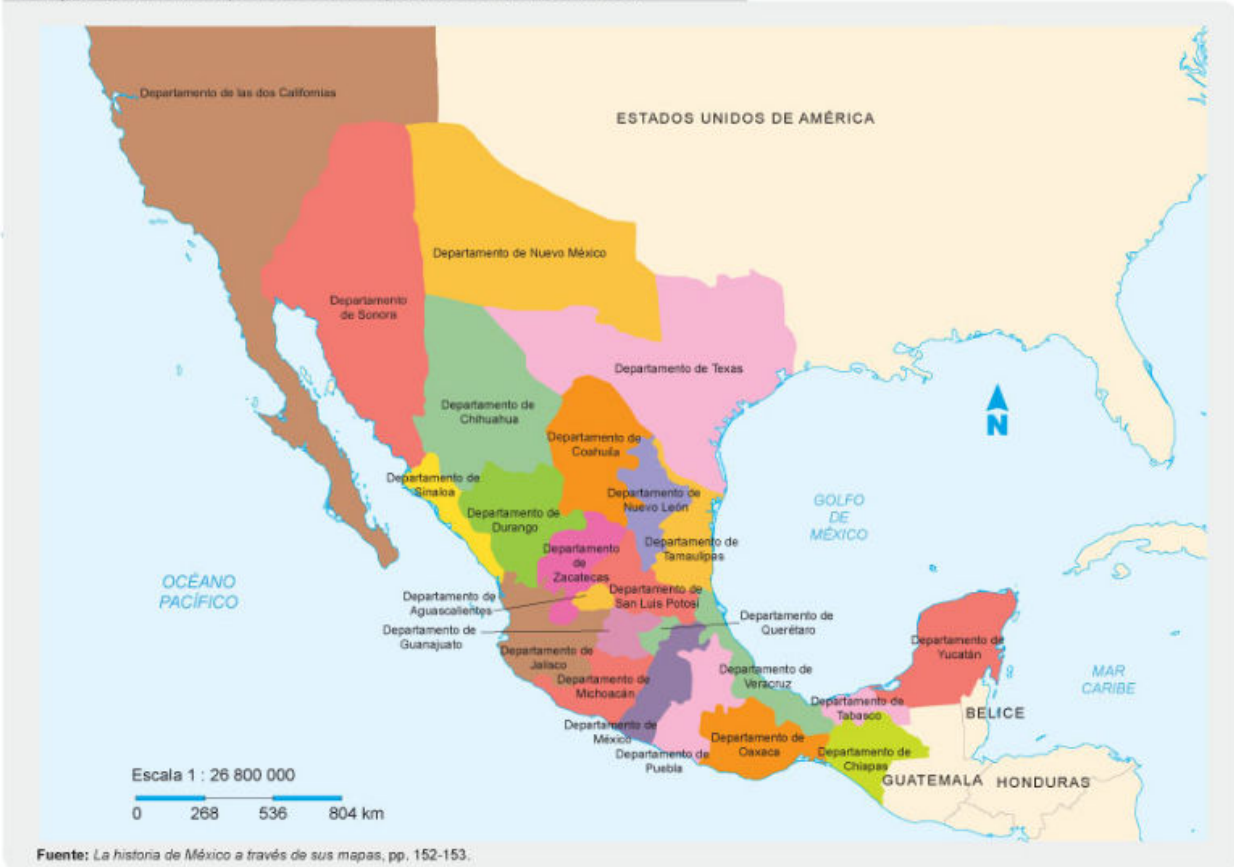 Departamento de las dos Californias
ESTADOS UNIDOS DE AMÉRICA
Departamento de Nuevo México
Departamento
de Sonora
Departamento de Texas
Departamento de
Chihuahua
Departamento de
Coahuila
Departamento de
Sinaloa
Departamento de
Nuevo León
Departamento de
Durango
GOLFO
DE
MÉXICO
Departamento de
Tamaulipas
Departamento
de
Zacatecas
OCÉANO
PACÍFICO
Departamento de
Aguascalientes
Departamento de
San Luis Potosí
Departamento de
Guanajuato
Departamento de
Querétaro
Departamento de
Yucatán
Departamento de
Jalisco
Departamento de
Veracruz
MAR
CARIBE
Departamento de
Michoacán
Departamento de
Tabasco
BELICE
Departamento de
México
Departamento de
Oaxaca
Departamento de
Puebla
Departamento de
Chiapas
GUATEMALA
HONDURAS
N
Escala 1 : 26 800 000
0 268 536 804 km
Fuente: La historia de México a través de sus mapas, pp. 152-153.